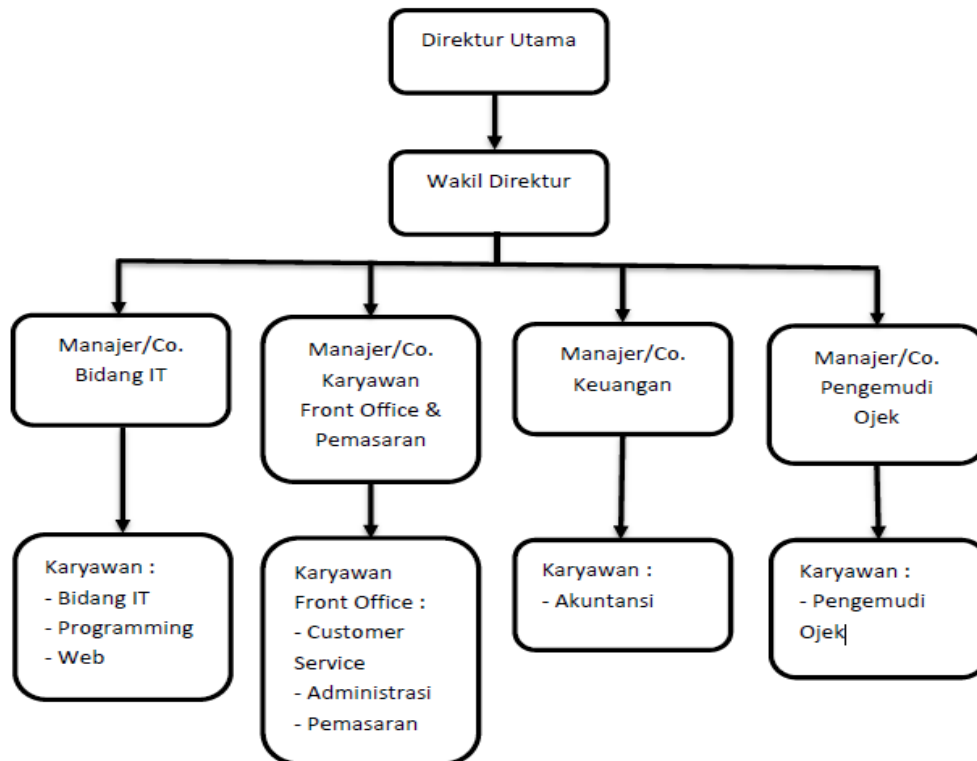 Direktur Utama
Wakil Direktur
Manajer/Co.
Bidang IT
Manajer/Co.
Karyawan
Front Office &
Pemasaran
Manajer/Co.
Keuangan
Manajer/Co.
Pengemudi
Ojek
Karyawan :
- Bidang IT
- Programming
- Web
Karyawan
Front Office :
- Customer
Service
- Administrasi
- Pemasaran
Karyawan :
- Akuntansi
Karyawan :
- Pengemudi
Ojek